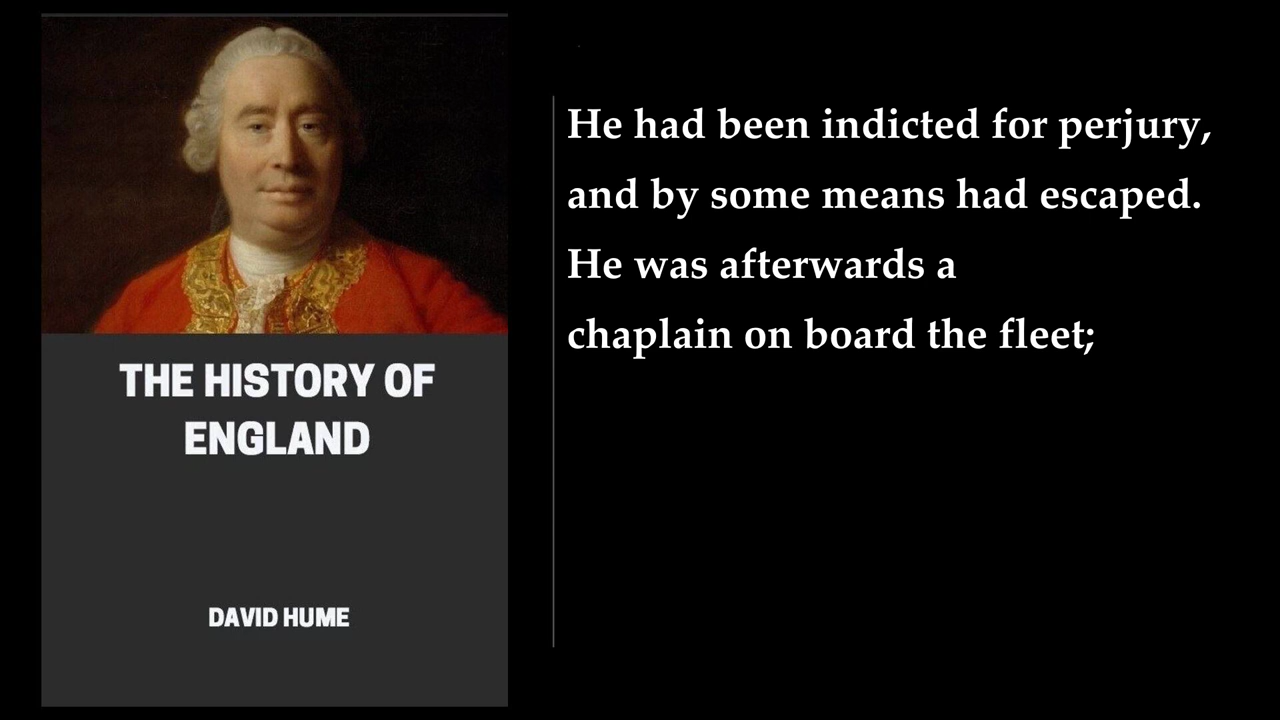 THE HISTORY OF
ENGLAND
DAVID HUME
He had been indicted for perjury,
and by some means had escaped.
He was afterwards a
chaplain on board the fleet;